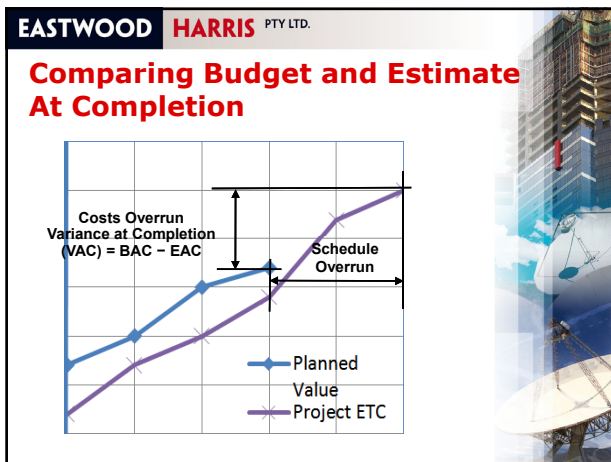 EASTWOOD HARRIS PTY LTD.
Comparing Budget and Estimate
At Completion
Costs Overrun
Variance at Completion
(VAC) = BAC − EAC
Schedule
Overrun
Planned
Value
Project ETC